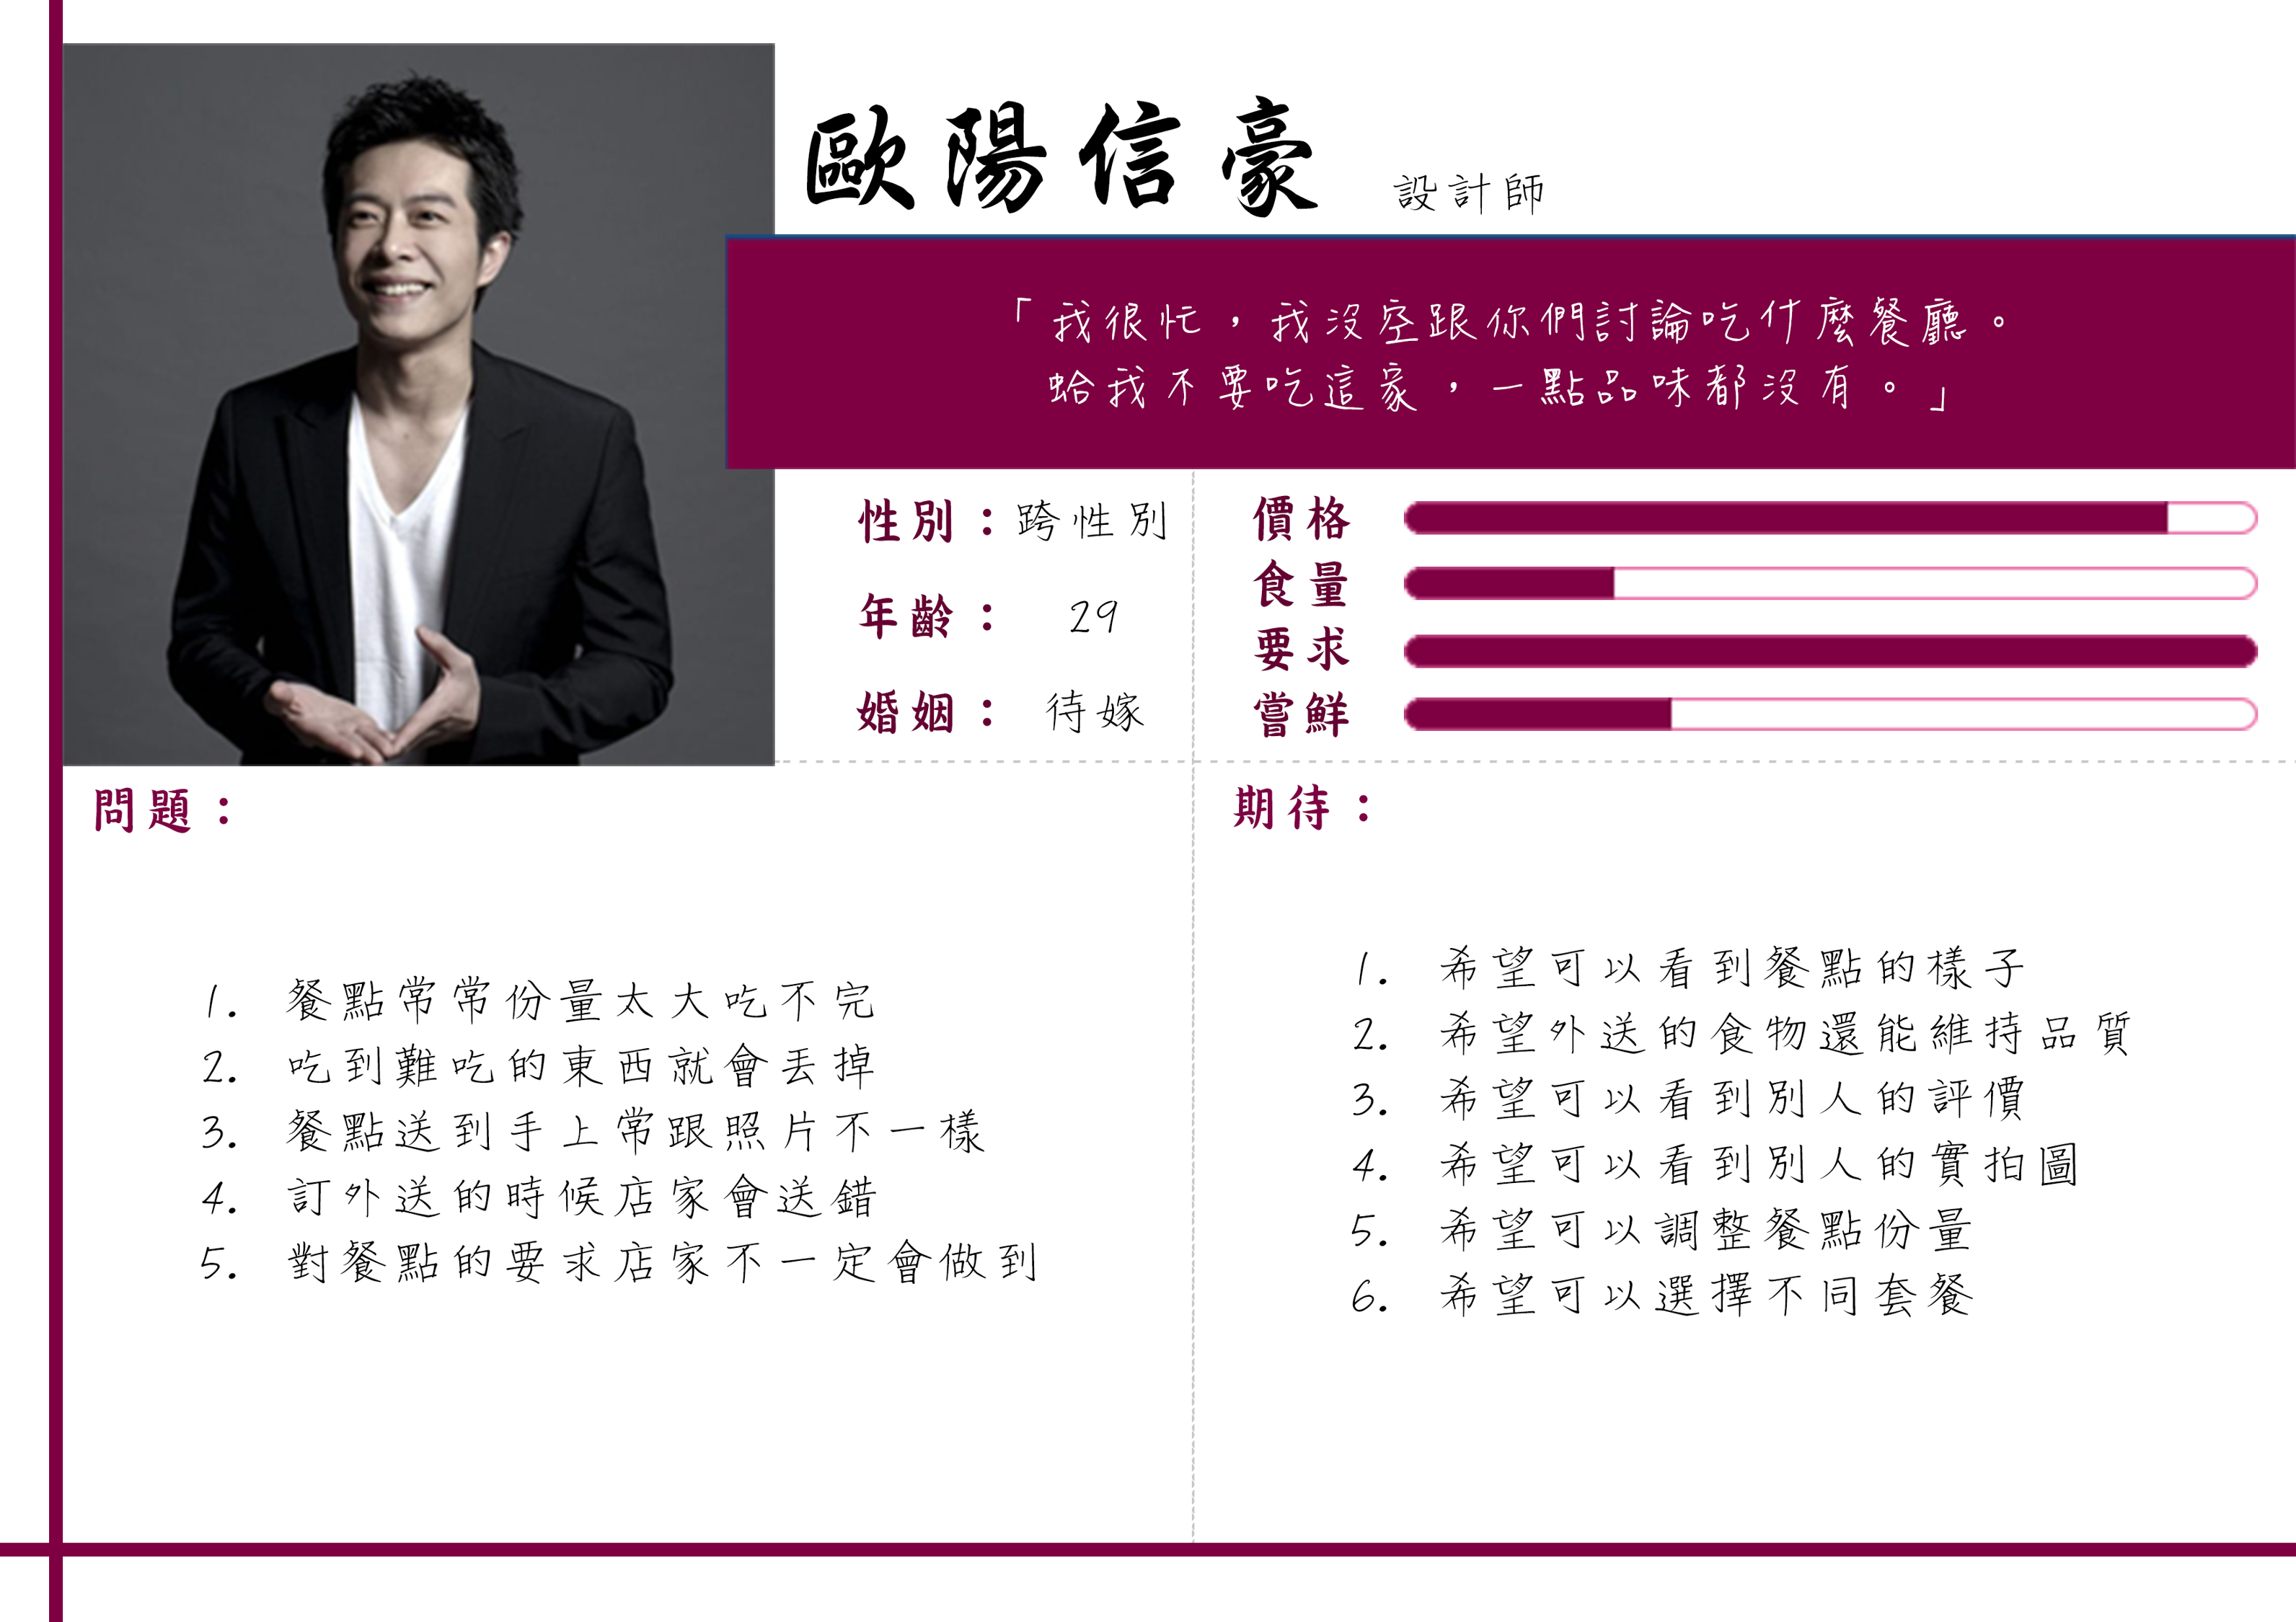 歐陽信豪 設計師
「我很忙，我沒空跟你們討論吃什麼餐廳。
蛤我不要吃這家，一點品味都沒有。」
性別：跨性別
年齡： 29
婚姻： 待嫁
價格
食量
要求
嘗鮮
問題：
1. 餐點常常份量太大吃不完
2. 吃到難吃的東西就會丟掉
3. 餐點送到手上常跟照片不一樣
4. 訂外送的時候店家會送錯
5. 對餐點的要求店家不一定會做到
期待：
1. 希望可以看到餐點的樣子
2. 希望外送的食物還能維持品質
3. 希望可以看到別人的評價
4. 希望可以看到別人的實拍圖
5. 希望可以調整餐點份量
6. 希望可以選擇不同套餐